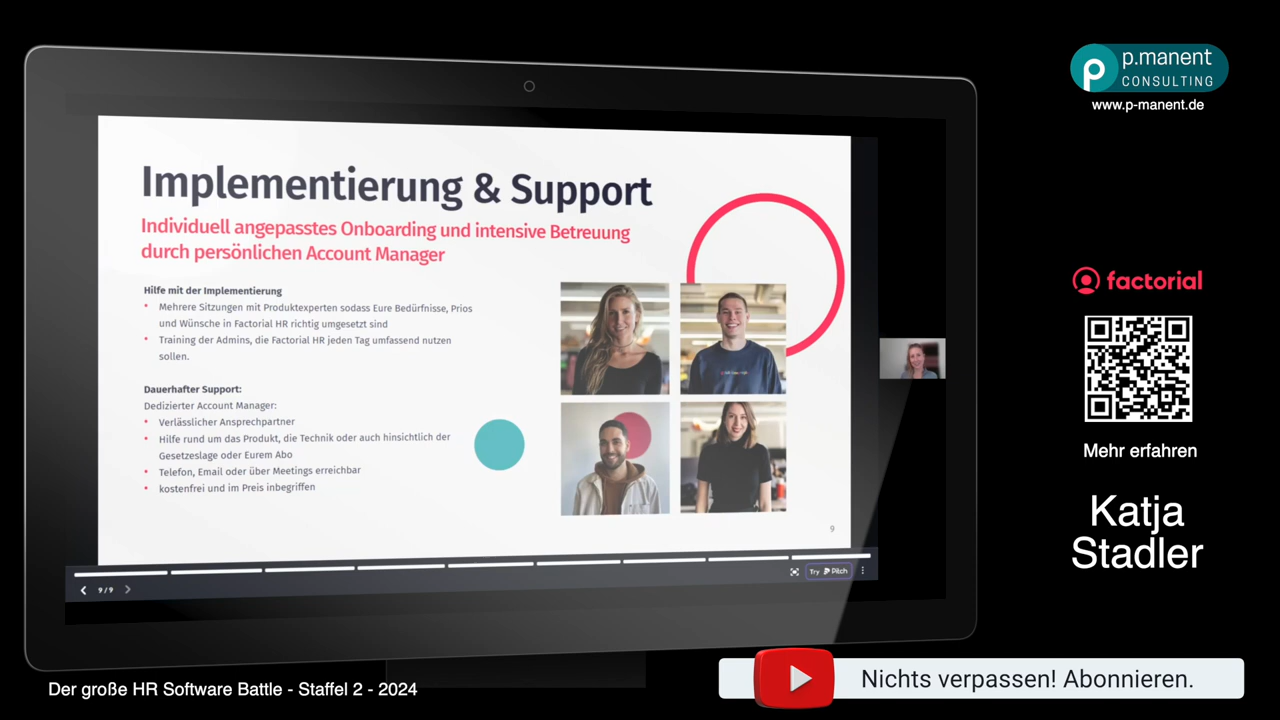 p.manent
CONSULTING
www.p-manent.de
Implementierung & Support
Individuell angepasstes Onboarding und intensive Betreuung
durch persönlichen Account Manager
Hilfe mit der Implementierung
• Mehrere Sitzungen mit Produktexperten sodass Eure Bedürfnisse, Prios
und Wünsche in Factorial HR richtig umgesetzt sind
• Training der Admins, die Factorial HR jeden Tag umfassend nutzen
sollen.
Dauerhafter Support:
Dedizierter Account Manager:
• Verlässlicher Ansprechpartner
• Hilfe rund um das Produkt, die Technik oder auch hinsichtlich der
Gesetzeslage oder Eurem Abo
• Telefon, Email oder über Meetings erreichbar
• kostenfrei und im Preis inbegriffen
9
9 / 9
Try Pitch
factorial
Mehr erfahren
Katja
Stadler
Der große HR Software Battle - Staffel 2 - 2024
Nichts verpassen! Abonnieren.